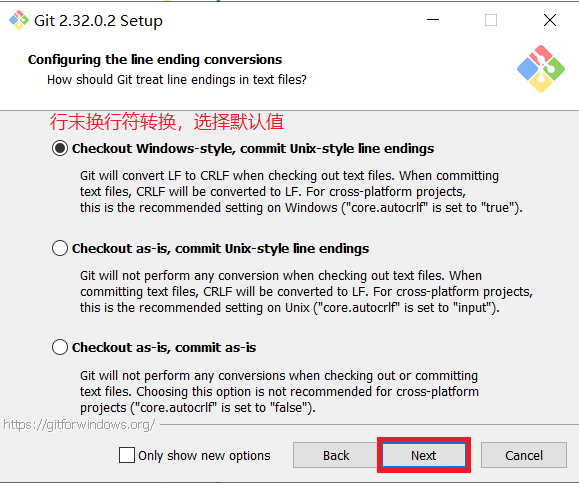 Git 2.32.0.2 Setup
Configuring the line ending conversions
How should Git treat line endings in text files?
行末换行符转换，选择默认值
Checkout Windows-style, commit Unix-style line endings
Git will convert LF to CRLF when checking out text files. When committing
text files, CRLF will be converted to LF. For cross-platform projects,
this is the recommended setting on Windows ("core.autocrlf" is set to "true").
Checkout as-is, commit Unix-style line endings
Git will not perform any conversion when checking out text files. When
committing text files, CRLF will be converted to LF. For cross-platform projects,
this is the recommended setting on Unix ("core.autocrlf" is set to "input").
Checkout as-is, commit as-is
Git will not perform any conversions when checking out or committing
text files. Choosing this option is not recommended for cross-platform
projects ("core.autocrlf" is set to "false").
https://gitforwindows.org/
Only show new options
Back
Next
Cancel